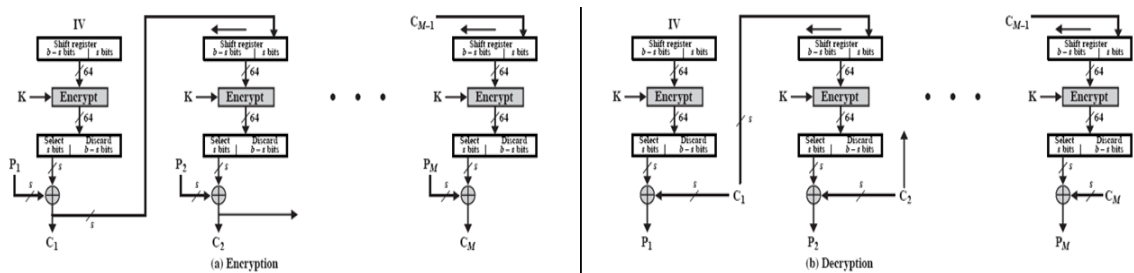 IV
Shift register
b – s bits | s bits
64
K
Encrypt
64
Select
s bits
Discard
b – s bits
s
P1
s
C1
s
Shift register
b – s bits | s bits
64
K
Encrypt
64
Select
s bits
Discard
b – s bits
s
P2
s
C2
• • •
CM–1
Shift register
b – s bits | s bits
64
K
Encrypt
64
Select
s bits
Discard
b – s bits
s
PM
s
CM
(a) Encryption
IV
Shift register
b – s bits | s bits
64
K
Encrypt
64
Select
s bits
Discard
b – s bits
s
s
C1
P1
s
Shift register
b – s bits | s bits
64
K
Encrypt
64
Select
s bits
Discard
b – s bits
s
s
C2
P2
• • •
CM–1
Shift register
b – s bits | s bits
64
K
Encrypt
64
Select
s bits
Discard
b – s bits
s
s
CM
PM
(b) Decryption